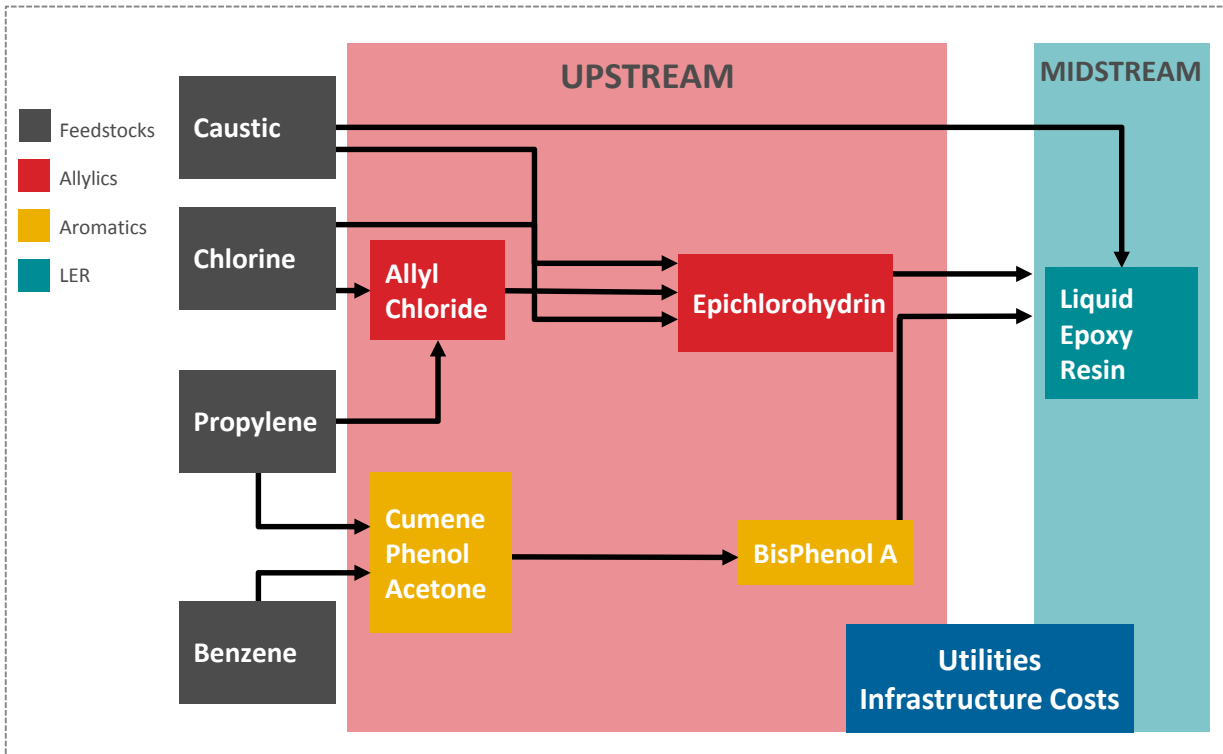 UPSTREAM
MIDSTREAM
Feedstocks
Allylics
Aromatics
LER
Caustic
Chlorine
Propylene
Benzene
Allyl
Chloride
Epichlorohydrin
Cumene
Phenol
Acetone
BisPhenol A
Liquid
Epoxy
Resin
Utilities
Infrastructure Costs